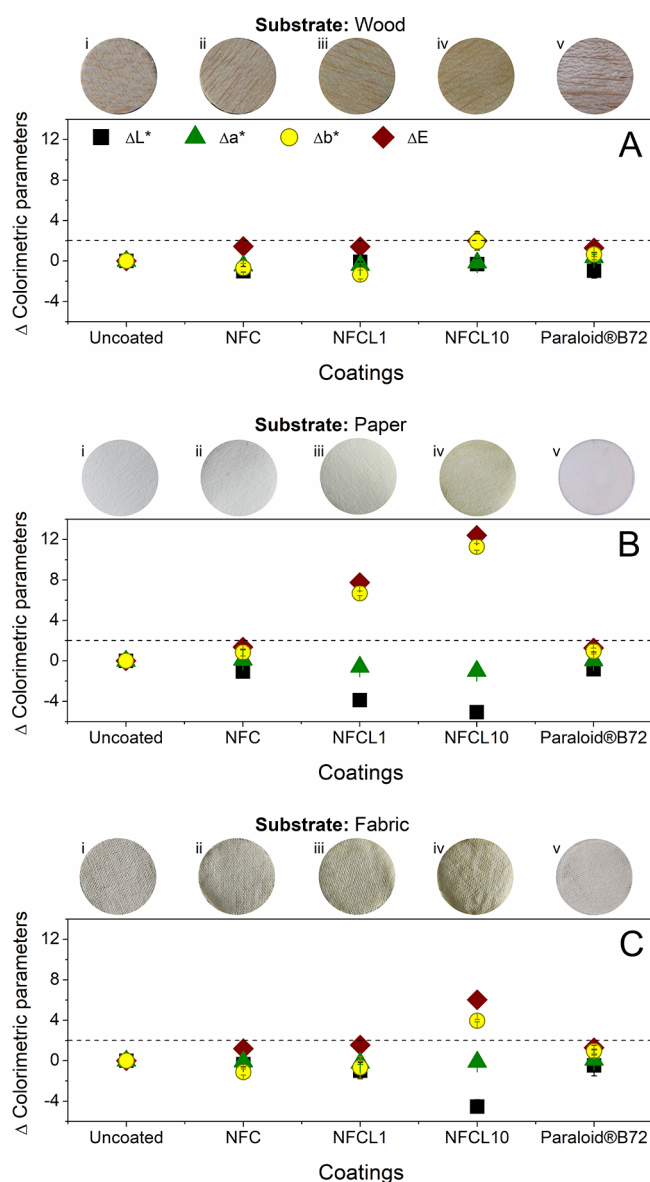 Substrate: Wood
i ii iii iv v
A
ΔL* Δa* Δb* ΔE
12
8
4
0
-4
Δ Colorimetric parameters
Uncoated NFC NFCL1 NFCL10 Paraloid®B72
Coatings
Substrate: Paper
i ii iii iv v
B
12
8
4
0
-4
Δ Colorimetric parameters
Uncoated NFC NFCL1 NFCL10 Paraloid®B72
Coatings
Substrate: Fabric
i ii iii iv v
C
12
8
4
0
-4
Δ Colorimetric parameters
Uncoated NFC NFCL1 NFCL10 Paraloid®B72
Coatings